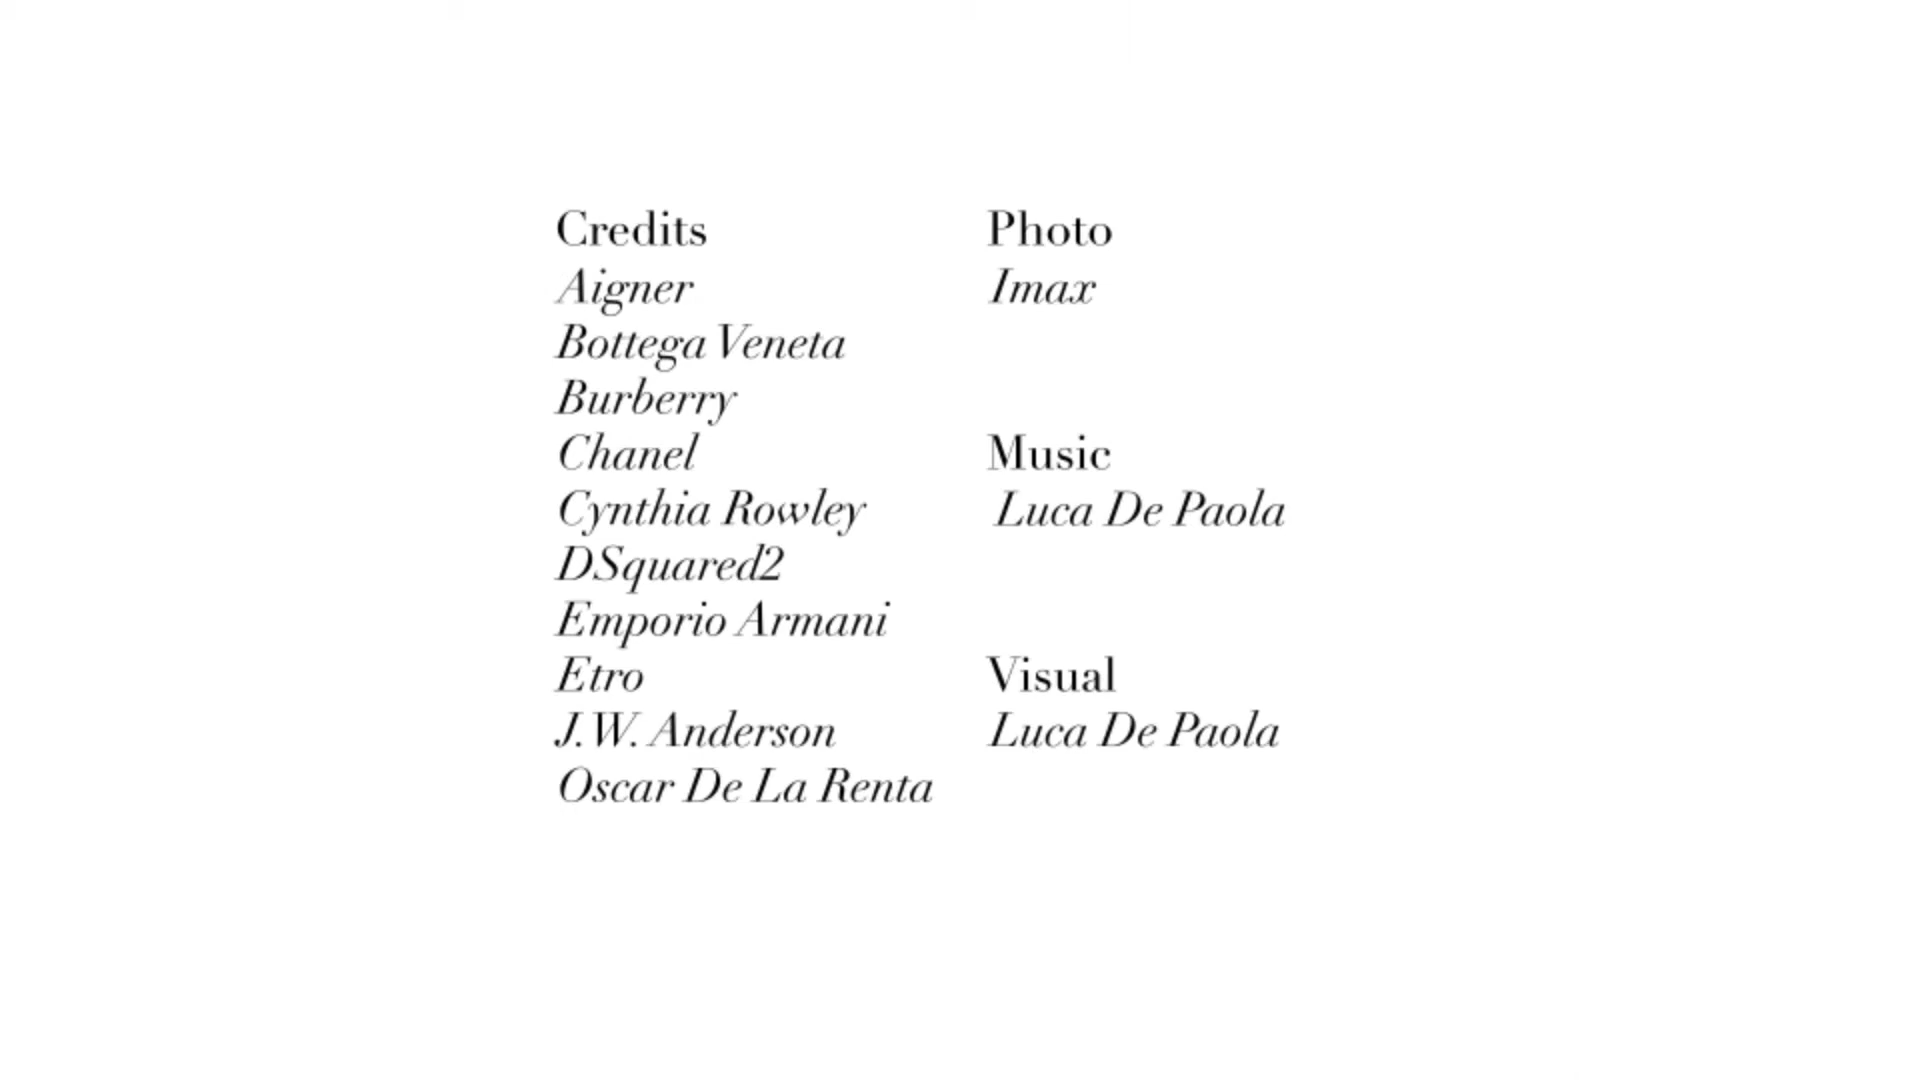 Credits
Aigner
Bottega Veneta
Burberry
Chanel
Cynthia Rowley
DSquared2
Emporio Armani
Etro
J.W. Anderson
Oscar De La Renta
Photo
Imax
Music
Luca De Paola
Visual
Luca De Paola